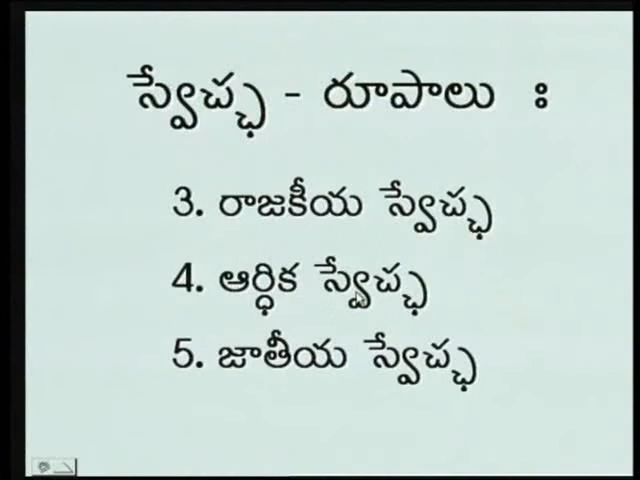 స్వేచ్ఛ - రూపాలు :
3. రాజకీయ స్వేచ్ఛ
4. ఆర్ధిక స్వేచ్ఛ
5. జాతీయ స్వేచ్ఛ